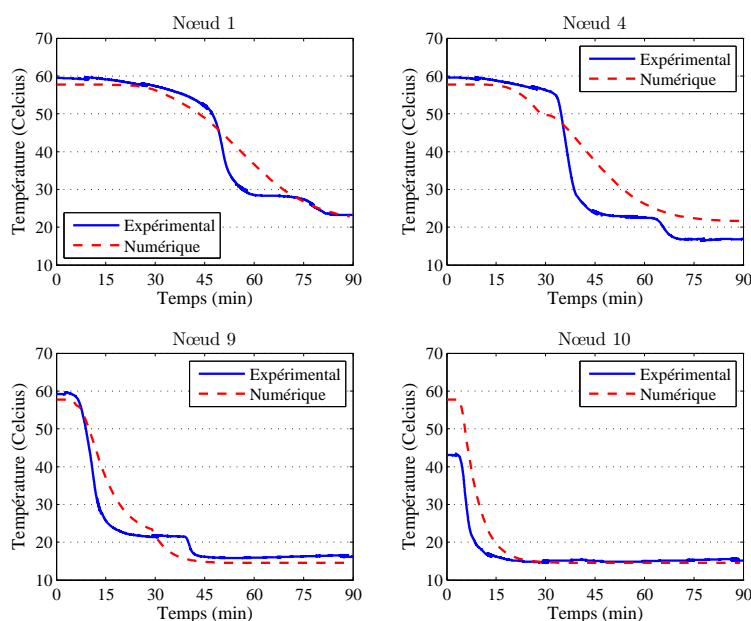 Nœud 1
Température (Celcius)
70
60
50
40
30
20
10
Expérimental
Numérique
0 15 30 45 60 75 90
Temps (min)
Nœud 4
Température (Celcius)
70
60
50
40
30
20
10
Expérimental
Numérique
0 15 30 45 60 75 90
Temps (min)
Nœud 9
Température (Celcius)
70
60
50
40
30
20
10
Expérimental
Numérique
0 15 30 45 60 75 90
Temps (min)
Nœud 10
Température (Celcius)
70
60
50
40
30
20
10
Expérimental
Numérique
0 15 30 45 60 75 90
Temps (min)